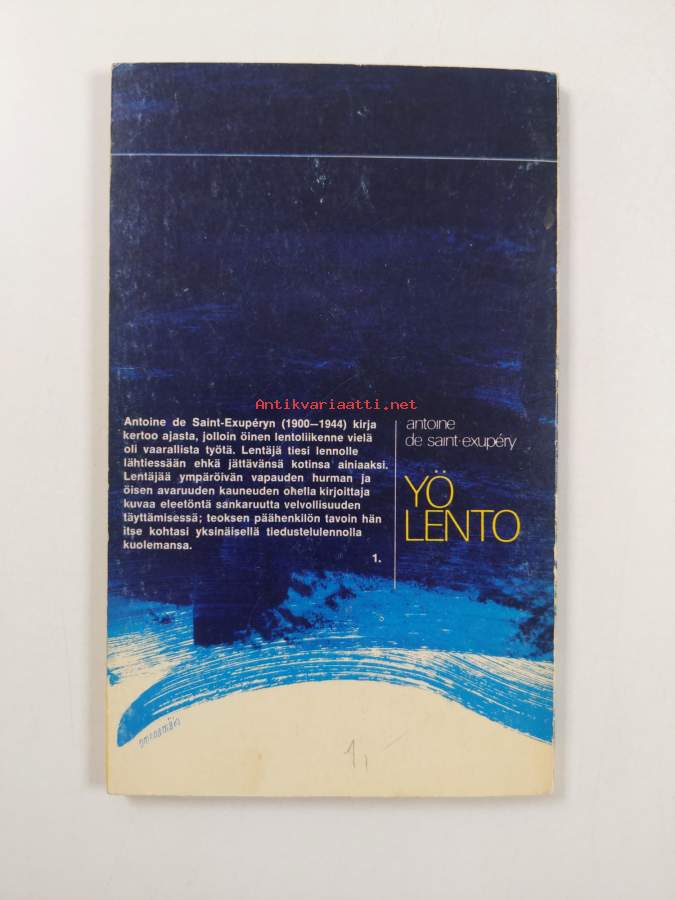 Antikvariaatti.net
Antoine de Saint-Exupéryn (1900—1944) kirja
kertoo ajasta, jolloin öinen lentoliikenne vielä
oli vaarallista työtä. Lentäjä tiesi lennolle
lähtiessään ehkä jättävänsä kotinsa ainiaaksi.
Lentäjää ympäröivän vapauden hurman ja
öisen avaruuden kauneuden ohella kirjoittaja
kuvaa eleetöntä sankaruutta velvollisuuden
täyttämisessä; teoksen päähenkilön tavoin hän
itse kohtasi yksinäisellä tiedustelulennolla
kuolemansa.
1.
antoine
de saint-exupéry
YÖ
LENTO
1,-